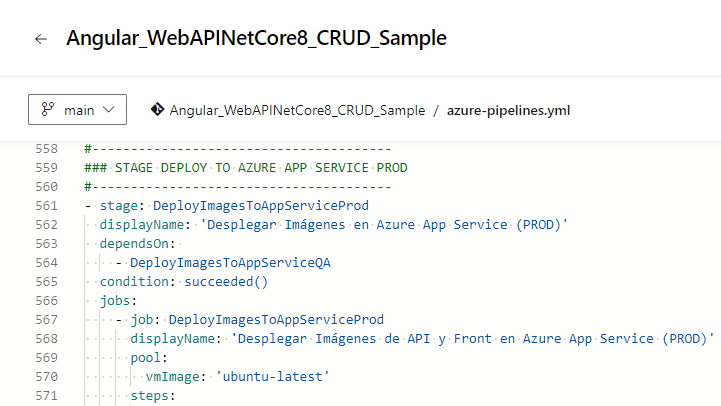 Angular_WebAPINetCore8_CRUD_Sample
main Angular_WebAPINetCore8_CRUD_Sample / azure-pipelines.yml
558 #--------------------------------------
559 ### STAGE DEPLOY TO AZURE APP SERVICE PROD
560 #--------------------------------------
561 - stage: DeployImagesToAppServiceProd
562   displayName: 'Desplegar Imágenes en Azure App Service (PROD)'
563   dependsOn:
564     - DeployImagesToAppServiceQA
565   condition: succeeded()
566   jobs:
567     - job: DeployImagesToAppServiceProd
568       displayName: 'Desplegar Imágenes de API y Front en Azure App Service (PROD)'
569       pool:
570         vmImage: 'ubuntu-latest'
571       steps: